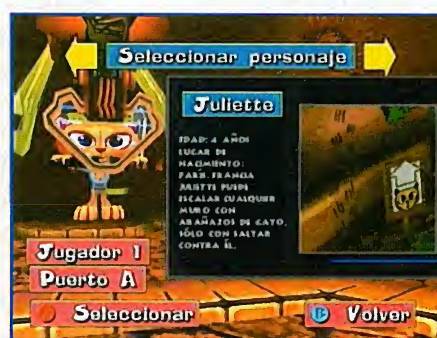 Seleccionar personaje
Juliette
EDAD: 4 AÑOS
LUGAR DE
NACIMIENTO:
PARÍS, FRANCIA
JULIETTE PUEDE
ESCALAR CUALQUIER
MURO CON
ARAÑAZOS DE GATO,
SÓLO CON SALTAR
CONTRA ÉL.
Jugador 1
Puerto A
Seleccionar
B Volver